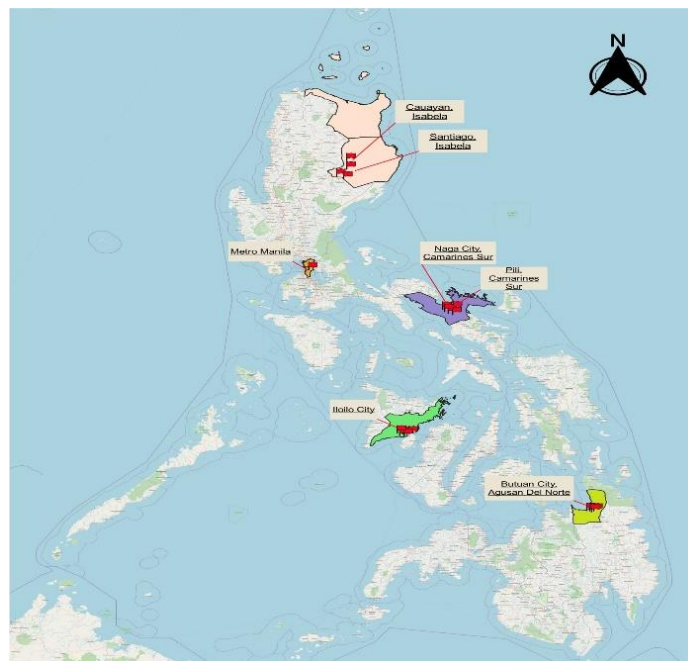 N
Cauayan,
Isabela
Santiago,
Isabela
Metro Manila
Naga City,
Camarines Sur
Pili,
Camarines
Sur
Iloilo City
Butuan City,
Agusan Del Norte